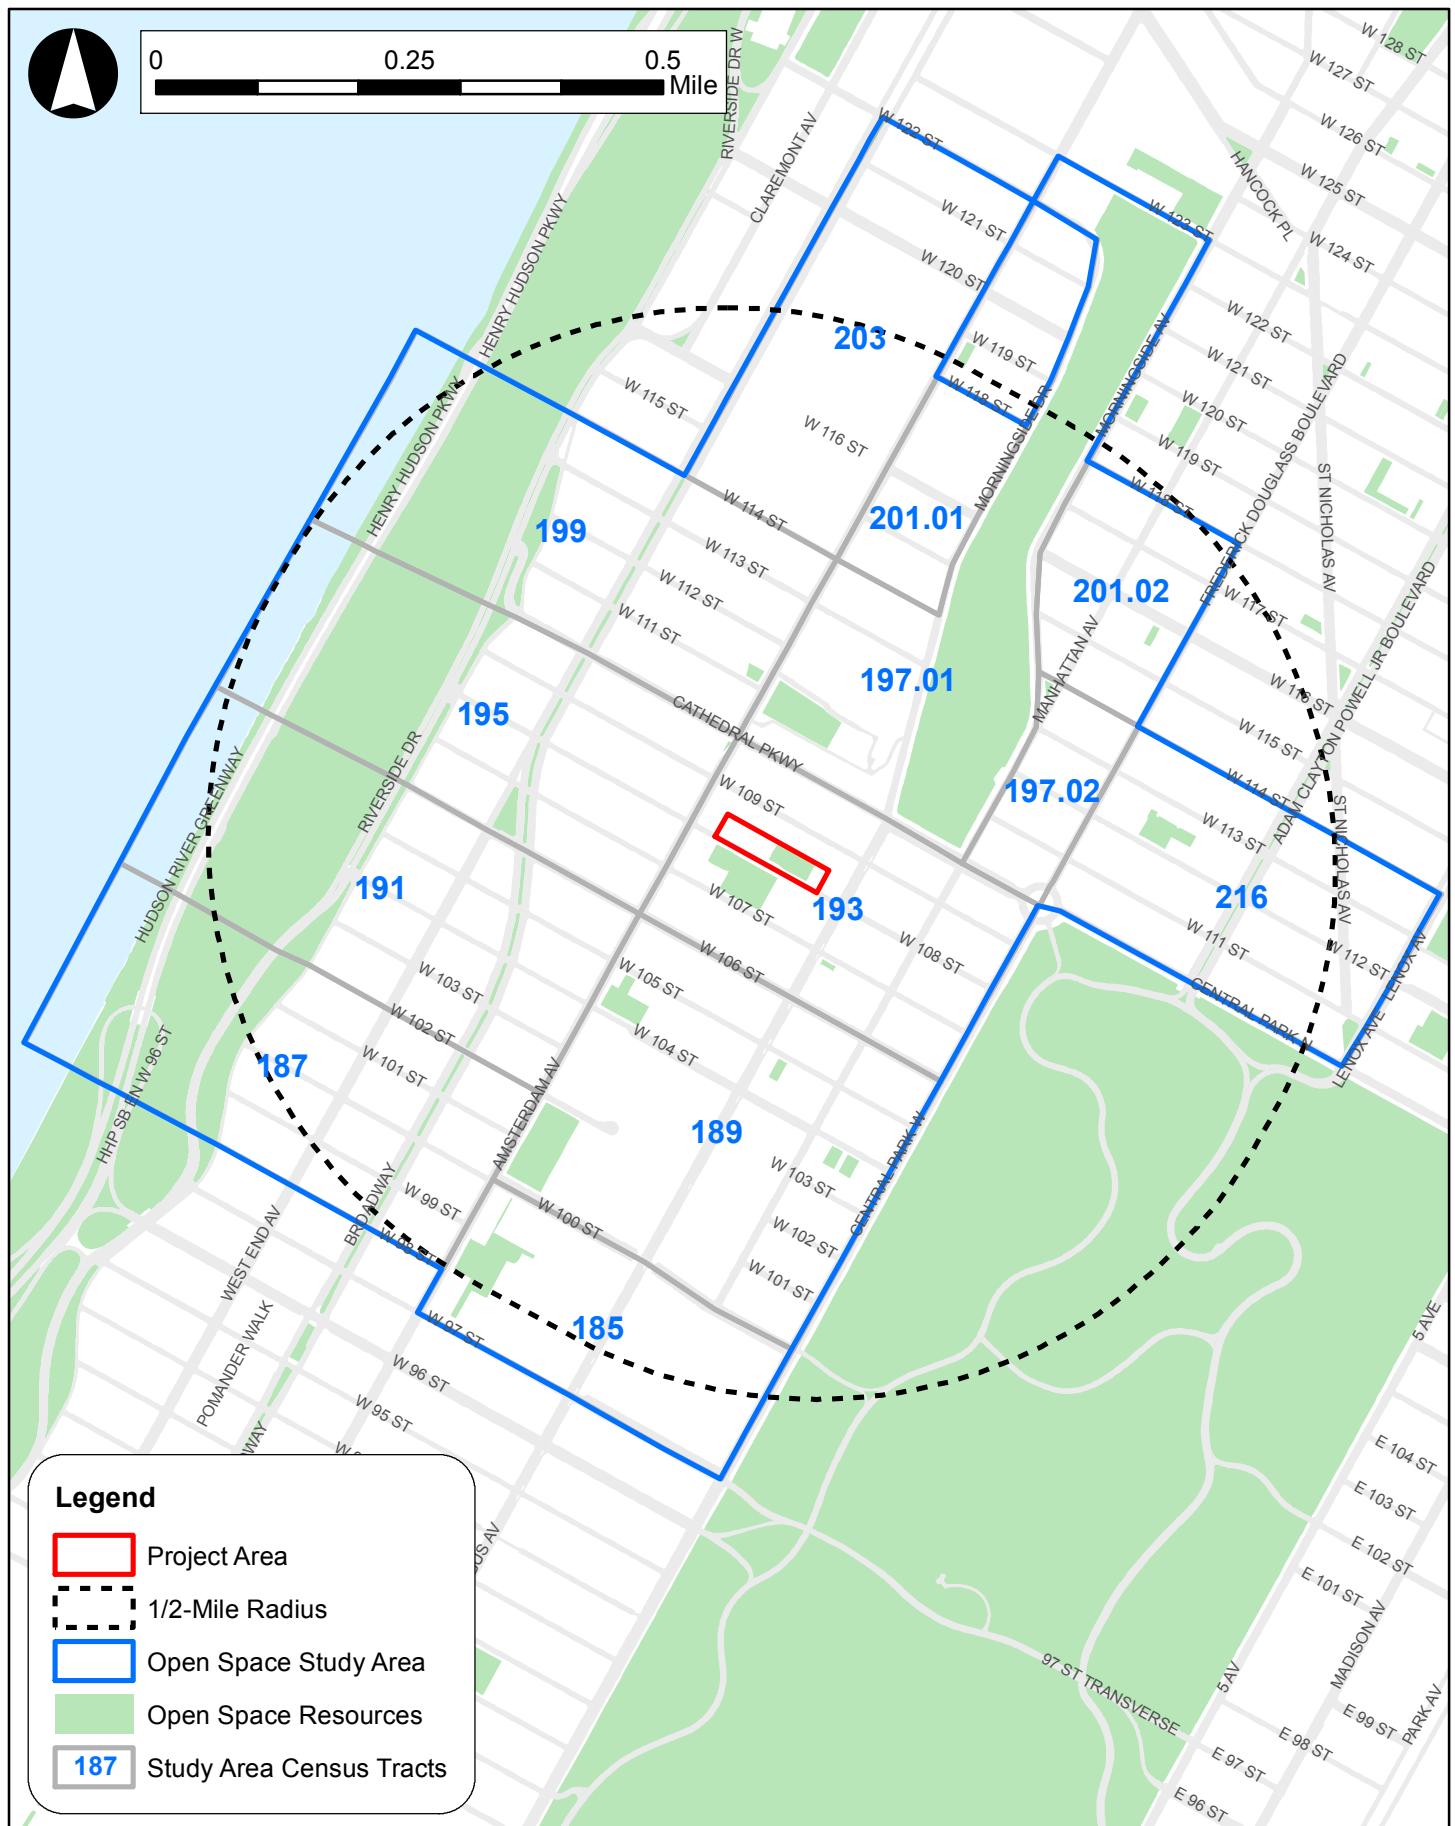 0 0.25 0.5
Mile
W 128 ST
W 127 ST
W 126 ST
W 125 ST
W 124 ST
HANCOCK PL
RIVERSIDE DR W
CLAREMONT AV
W 122 ST
W 123 ST
W 121 ST
W 120 ST
W 119 ST
W 118 ST
W 122 ST
W 121 ST
W 120 ST
W 119 ST
W 118 ST
HENRY HUDSON PKWY
HENRY HUDSON PKWY
MORNINGSIDE AV
MORNINGSIDE DR
FREDERICK DOUGLASS BOULEVARD
ST NICHOLAS AV
ADAM CLAYTON POWELL JR BOULEVARD
203
W 115 ST
W 116 ST
W 114 ST
199
201.01
W 113 ST
W 112 ST
W 111 ST
201.02
W 117 ST
W 116 ST
W 115 ST
W 114 ST
W 113 ST
MANHATTAN AV
197.01
195
CATHEDRAL PKWY
RIVERSIDE DR
HUDSON RIVER GREENWAY
197.02
W 109 ST
ST NICHOLAS AV
191
W 107 ST
193
216
W 108 ST
W 111 ST
W 112 ST
LENOX AV
W 106 ST
W 105 ST
W 104 ST
W 103 ST
W 102 ST
W 101 ST
CENTRAL PARK N
LENOX AVE
187
HHP SB EN W 96 ST
AMSTERDAM AV
189
W 103 ST
W 102 ST
W 101 ST
CENTRAL PARK W
W 100 ST
W 99 ST
W 98 ST
BROADWAY
WEST END AV
W 97 ST
185
POMANDER WALK
W 96 ST
W 95 ST
5 AVE
E 104 ST
E 103 ST
E 102 ST
E 101 ST
MADISON AV
97 ST TRANSVERSE
5 AV
PARK AV
E 99 ST
E 98 ST
E 97 ST
E 96 ST
Legend
Project Area
1/2-Mile Radius
Open Space Study Area
Open Space Resources
187 Study Area Census Tracts